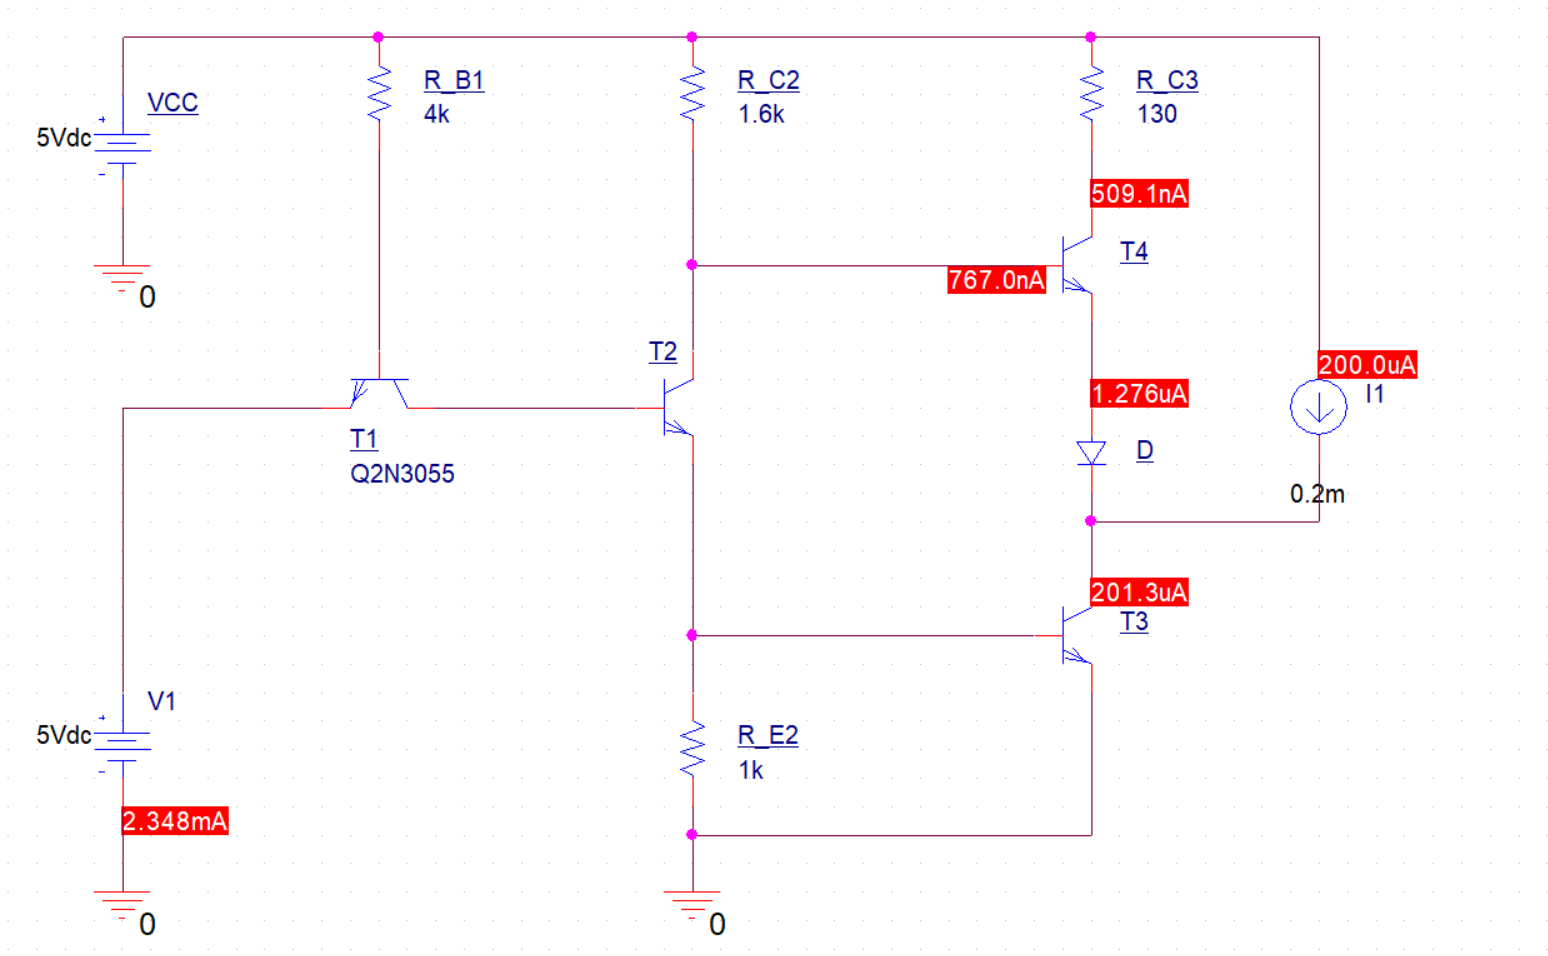 R_B1
4k
R_C2
1.6k
R_C3
130
VCC
+
5Vdc
-
509.1nA
T4
767.0nA
0
T2
200.0uA
I1
1.276uA
T1
Q2N3055
D
0.2m
201.3uA
T3
V1
+
5Vdc
-
R_E2
1k
2.348mA
0
0